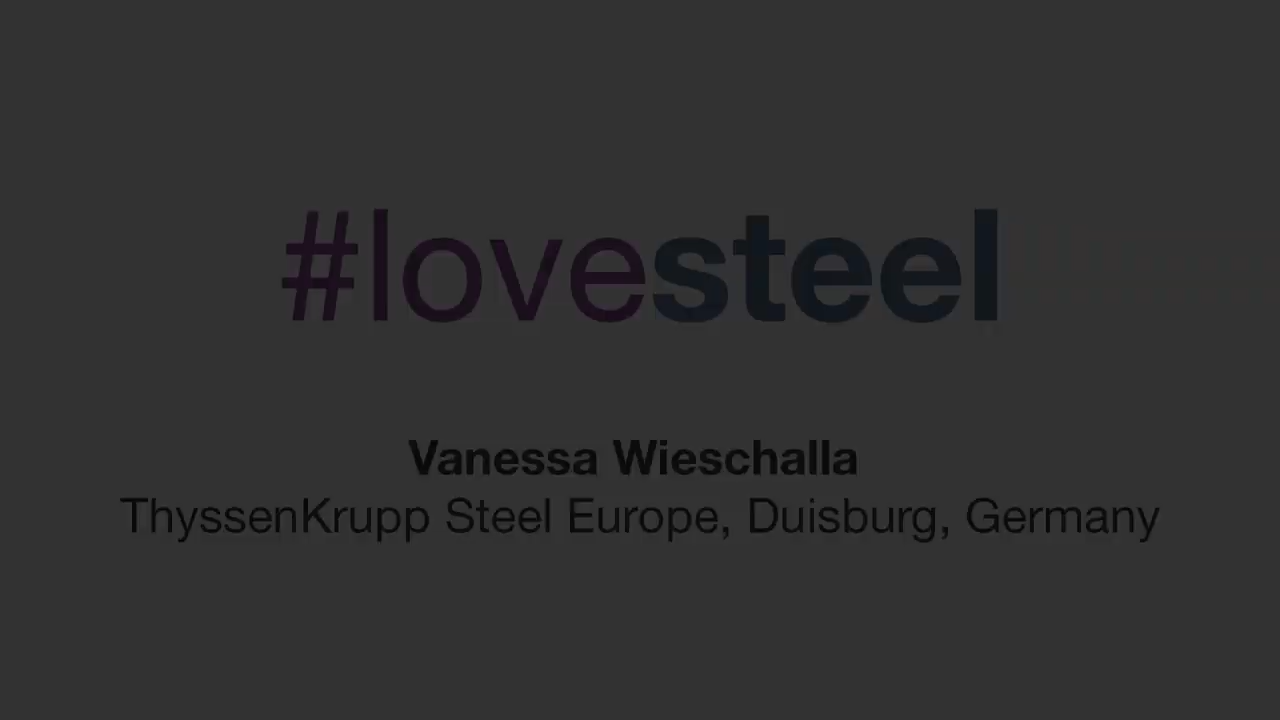 #lovesteel
Vanessa Wieschalla
ThyssenKrupp Steel Europe, Duisburg, Germany